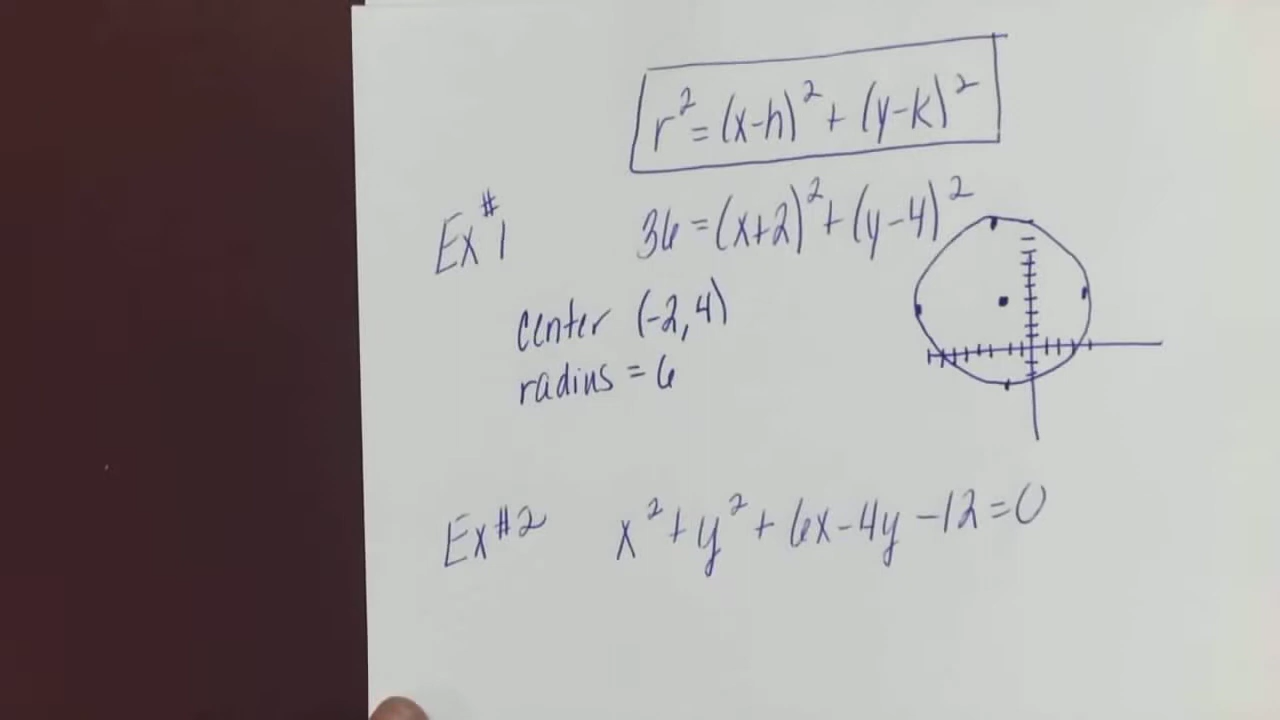 r² = (x-h)² + (y-k)²
Ex #1 36 = (x+2)² + (y-4)²
center (-2,4)
radius = 6
Ex #2 x² + y² + 6x - 4y - 12 = 0